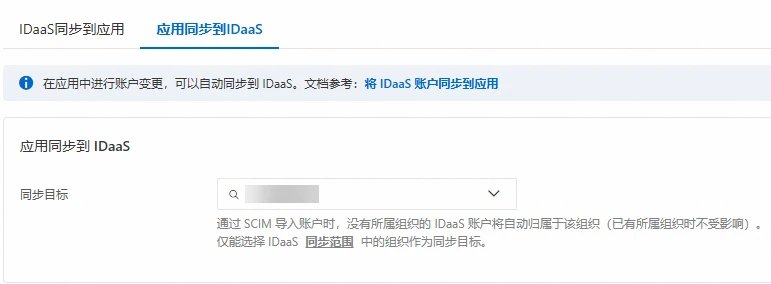 IDaaS同步到应用
应用同步到IDaaS
在应用中进行账户变更，可以自动同步到 IDaaS。文档参考：将 IDaaS 账户同步到应用
应用同步到 IDaaS
同步目标
通过 SCIM 导入账户时，没有所属组织的 IDaaS 账户将自动归属于该组织（已有所属组织时不受影响）。
仅能选择 IDaaS 同步范围 中的组织作为同步目标。